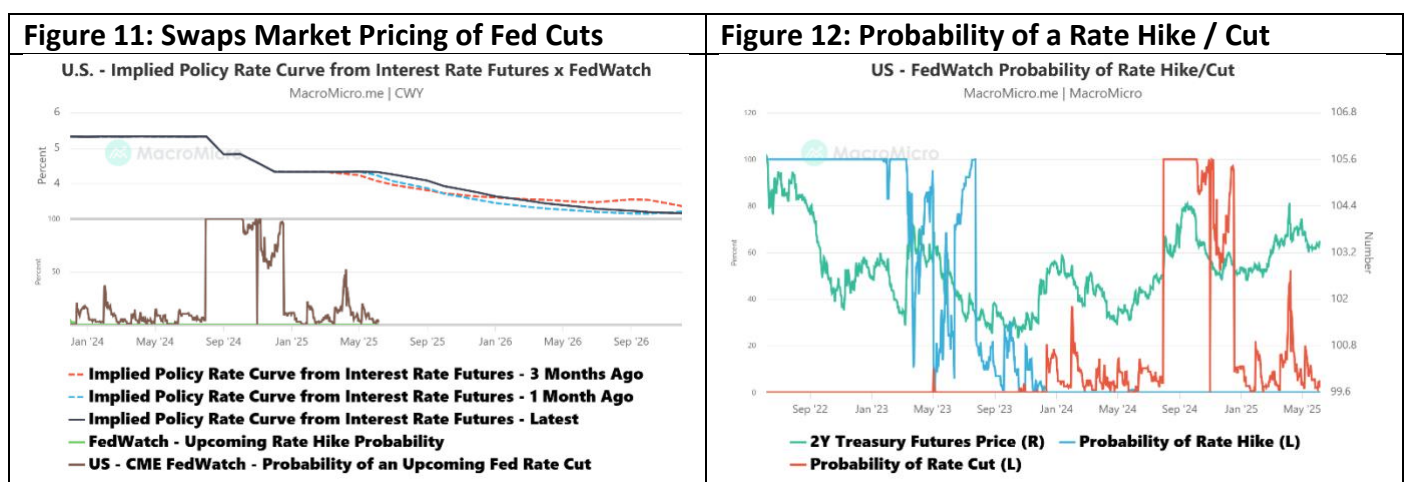 Figure 11: Swaps Market Pricing of Fed Cuts
U.S. - Implied Policy Rate Curve from Interest Rate Futures x FedWatch
MacroMicro.me | CWY
6
5
4
Percent
MacroMicro
100
50
Percent
Jan '24 May '24 Sep '24 Jan '25 May '25 Sep '25 Jan '26 May '26 Sep '26
Implied Policy Rate Curve from Interest Rate Futures - 3 Months Ago
Implied Policy Rate Curve from Interest Rate Futures - 1 Month Ago
Implied Policy Rate Curve from Interest Rate Futures - Latest
FedWatch - Upcoming Rate Hike Probability
US - CME FedWatch - Probability of an Upcoming Fed Rate Cut
Figure 12: Probability of a Rate Hike / Cut
US - FedWatch Probability of Rate Hike/Cut
MacroMicro.me | MacroMicro
120
100
80
60
40
20
0
Percent
MacroMicro
106.8
105.6
104.4
103.2
102
100.8
99.6
Number
Sep '22 Jan '23 May '23 Sep '23 Jan '24 May '24 Sep '24 Jan '25 May '25
2Y Treasury Futures Price (R) Probability of Rate Hike (L)
Probability of Rate Cut (L)